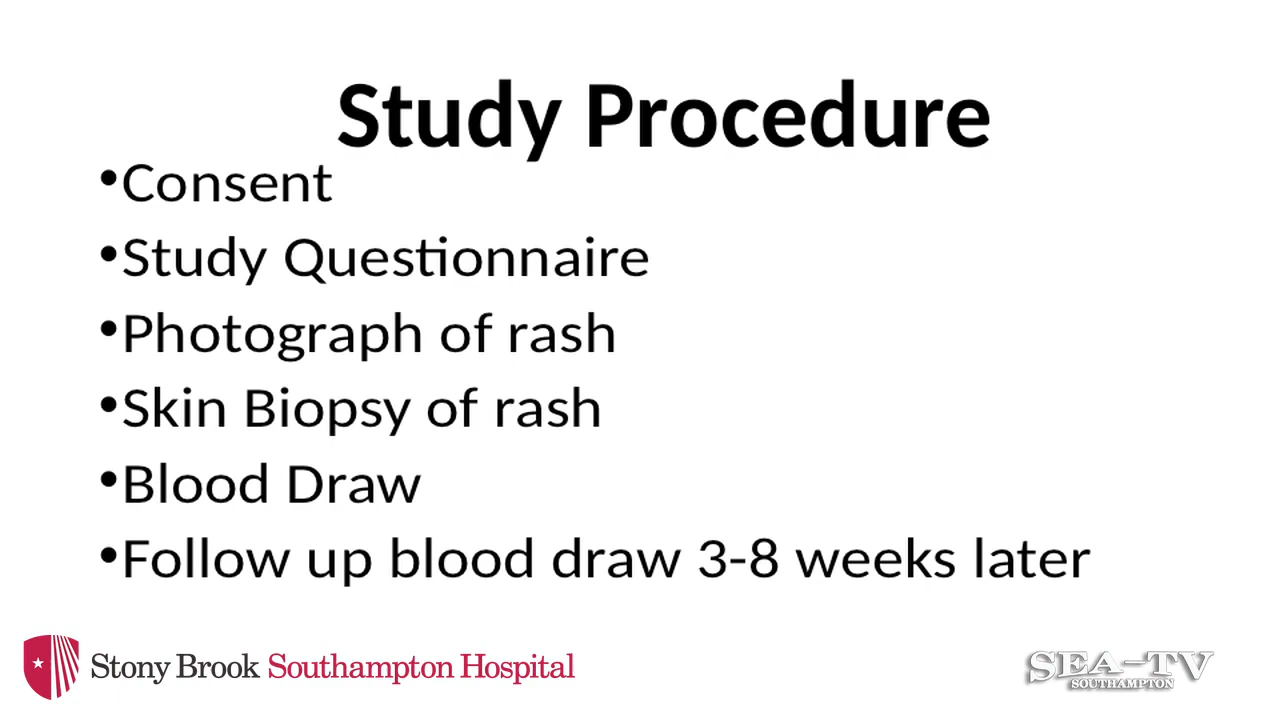 Study Procedure
•Consent
•Study Questionnaire
•Photograph of rash
•Skin Biopsy of rash
•Blood Draw
•Follow up blood draw 3-8 weeks later
Stony Brook Southampton Hospital
SEA-TV
SOUTHAMPTON